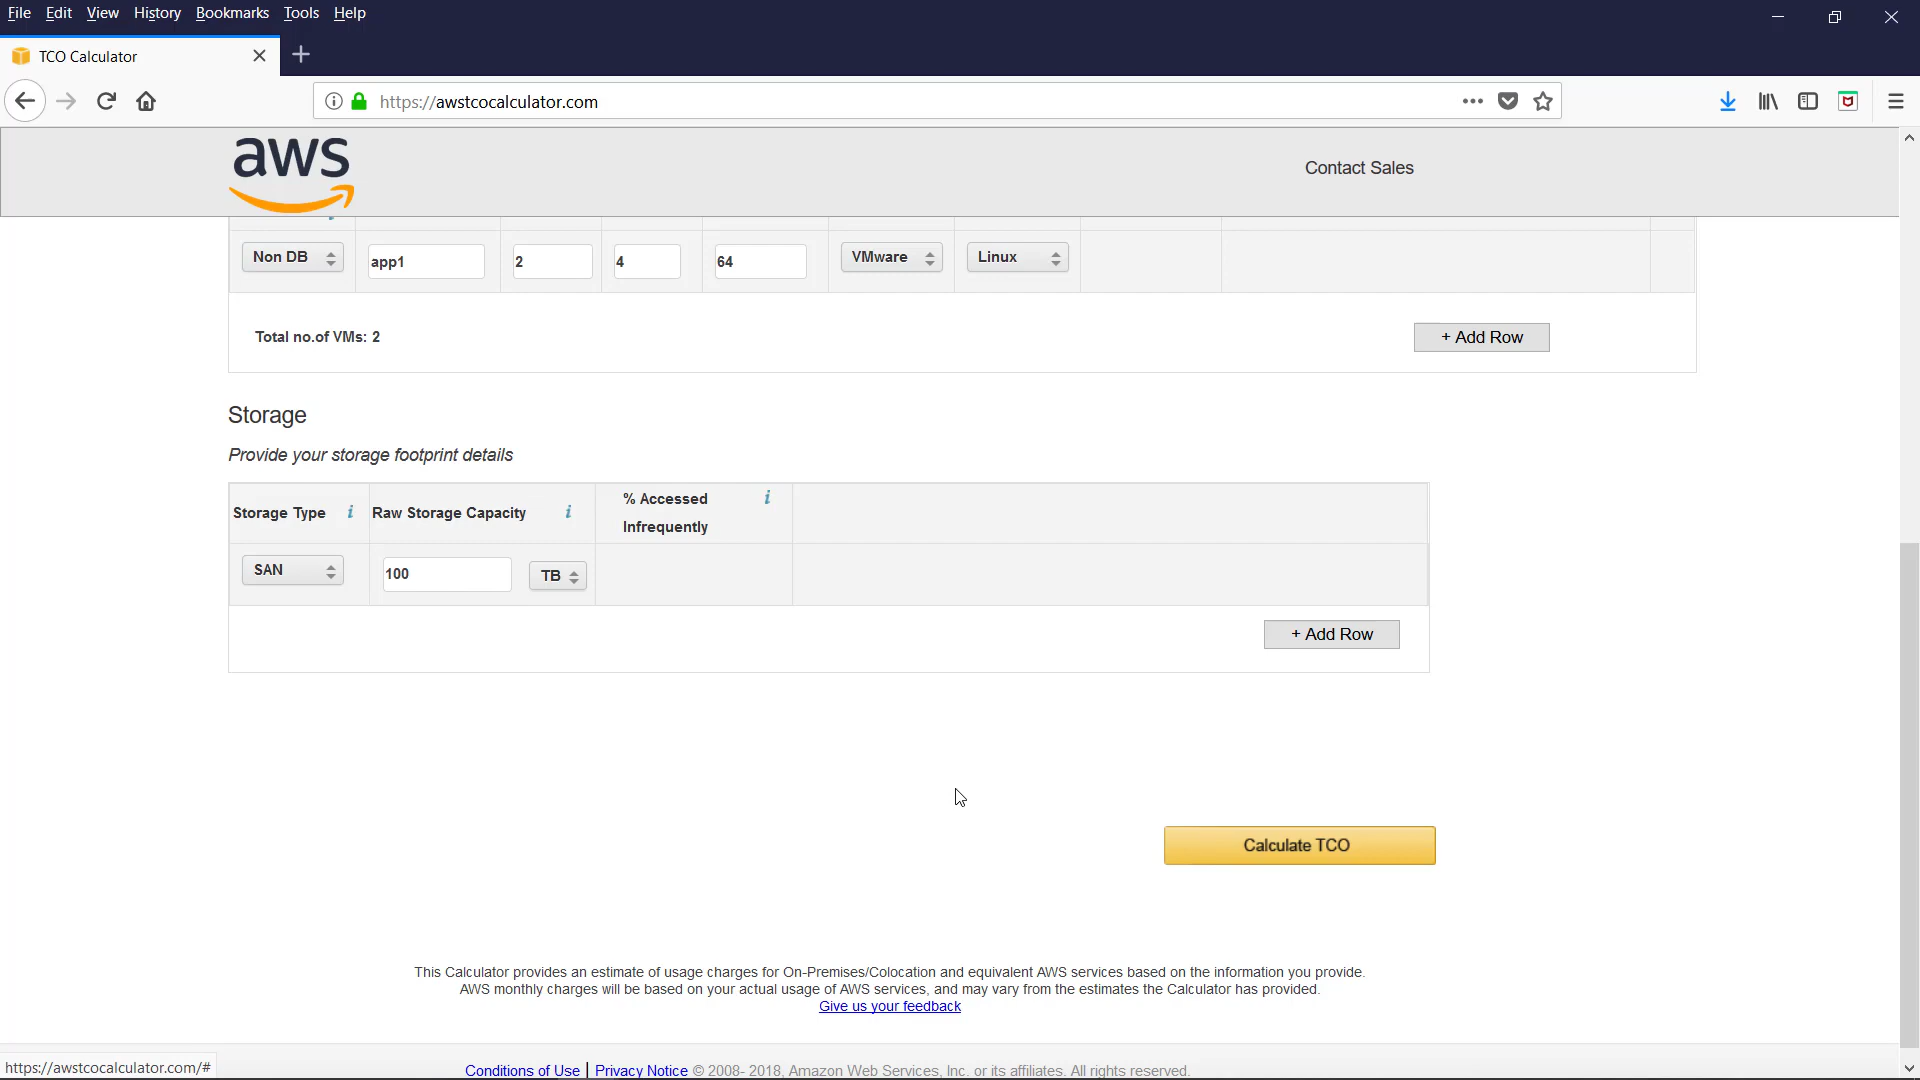 File Edit View History Bookmarks Tools Help
TCO Calculator
https://awstcocalculator.com
aws
Contact Sales
Non DB app1 2 4 64 VMware Linux
Total no.of VMs: 2
+ Add Row
Storage
Provide your storage footprint details
Storage Type i Raw Storage Capacity i % Accessed Infrequently i
SAN 100 TB
+ Add Row
Calculate TCO
This Calculator provides an estimate of usage charges for On-Premises/Colocation and equivalent AWS services based on the information you provide.
AWS monthly charges will be based on your actual usage of AWS services, and may vary from the estimates the Calculator has provided.
Give us your feedback
https://awstcocalculator.com/#
Conditions of Use | Privacy Notice © 2008- 2018, Amazon Web Services, Inc. or its affiliates. All rights reserved.